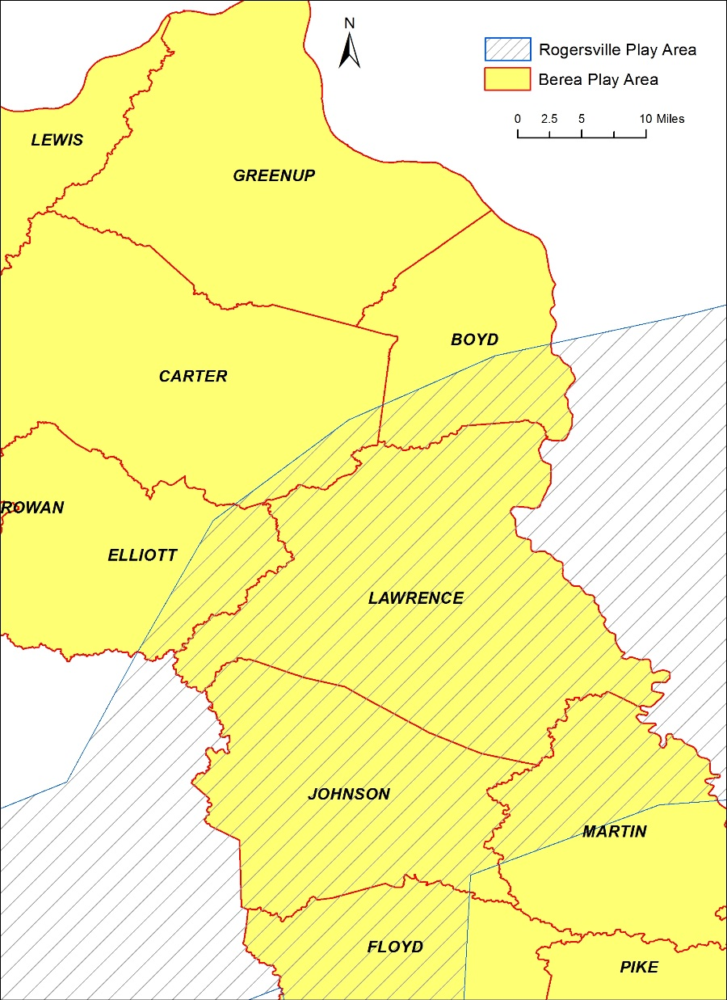 N
Rogersville Play Area
Berea Play Area
0 2.5 5 10 Miles
LEWIS
GREENUP
BOYD
CARTER
ROWAN
ELLIOTT
LAWRENCE
JOHNSON
MARTIN
FLOYD
PIKE